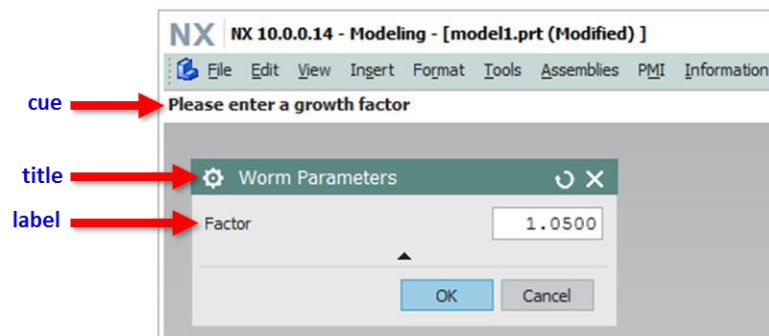 NX NX 10.0.0.14 - Modeling - [model1.prt (Modified) ]
File Edit View Insert Format Tools Assemblies PMI Information
cue Please enter a growth factor
title Worm Parameters
label Factor 1.0500
OK Cancel